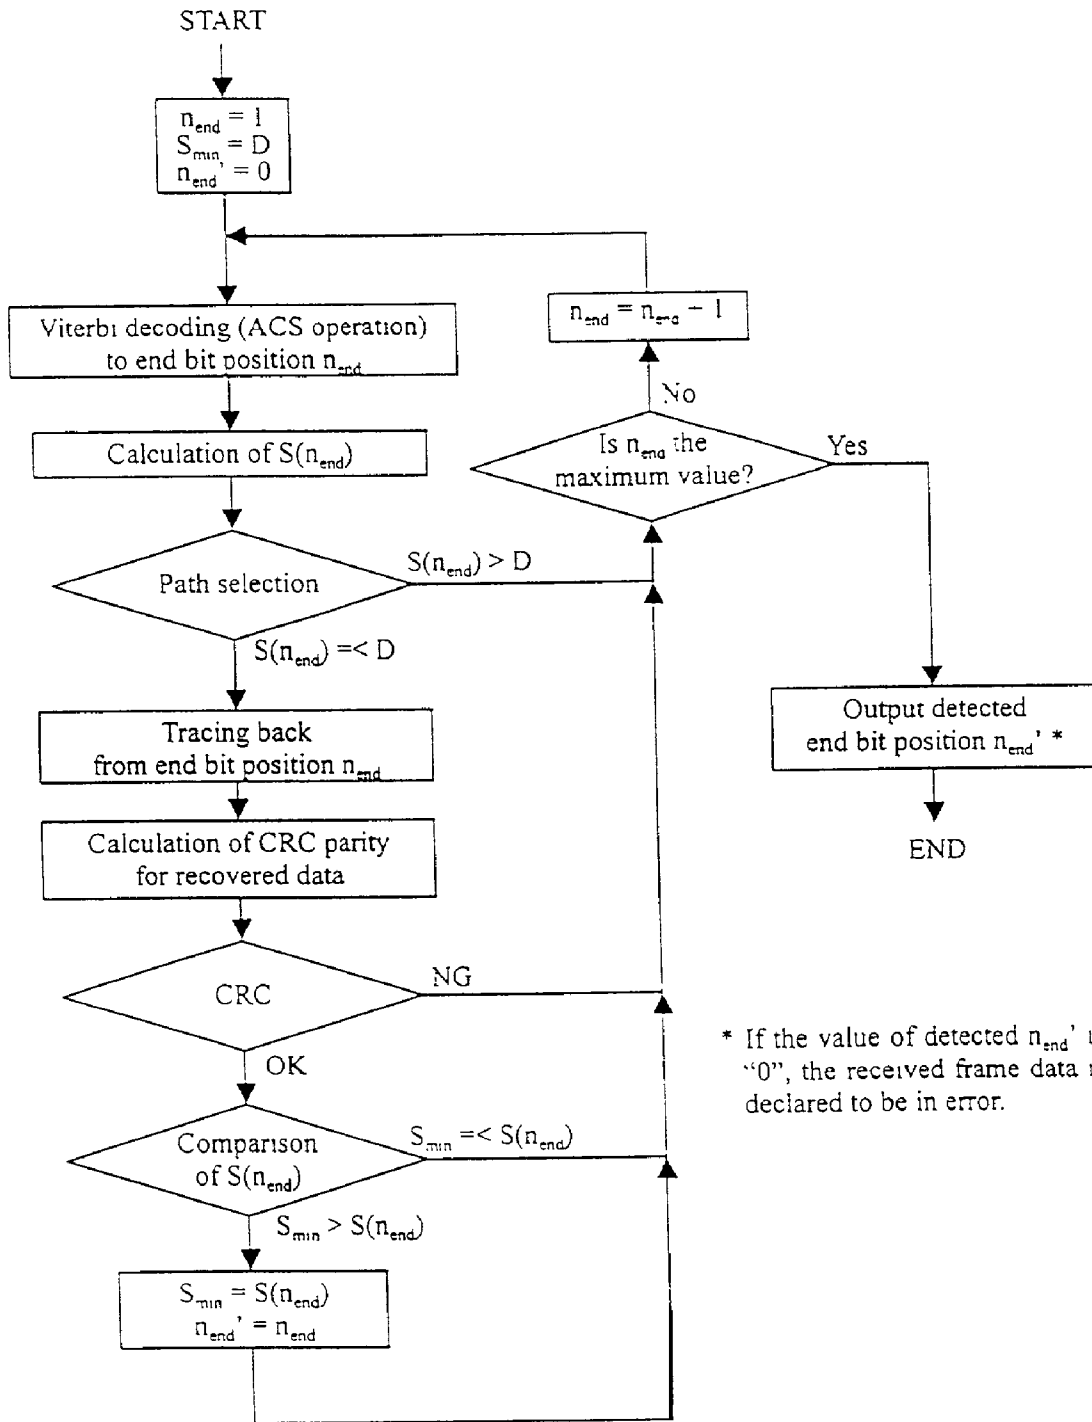 START
n_end = 1
S_min = D
n_end' = 0
Viterbi decoding (ACS operation)
to end bit position n_end
n_end = n_end - 1
No
Calculation of S(n_end)
Is n_end the
maximum value?
Yes
Path selection
S(n_end) > D
S(n_end) =< D
Tracing back
from end bit position n_end
Output detected
end bit position n_end' *
Calculation of CRC parity
for recovered data
END
CRC
NG
OK
* If the value of detected n_end'
"0", the received frame data
declared to be in error.
Comparison
of S(n_end)
S_min =< S(n_end)
S_min > S(n_end)
S_min = S(n_end)
n_end' = n_end